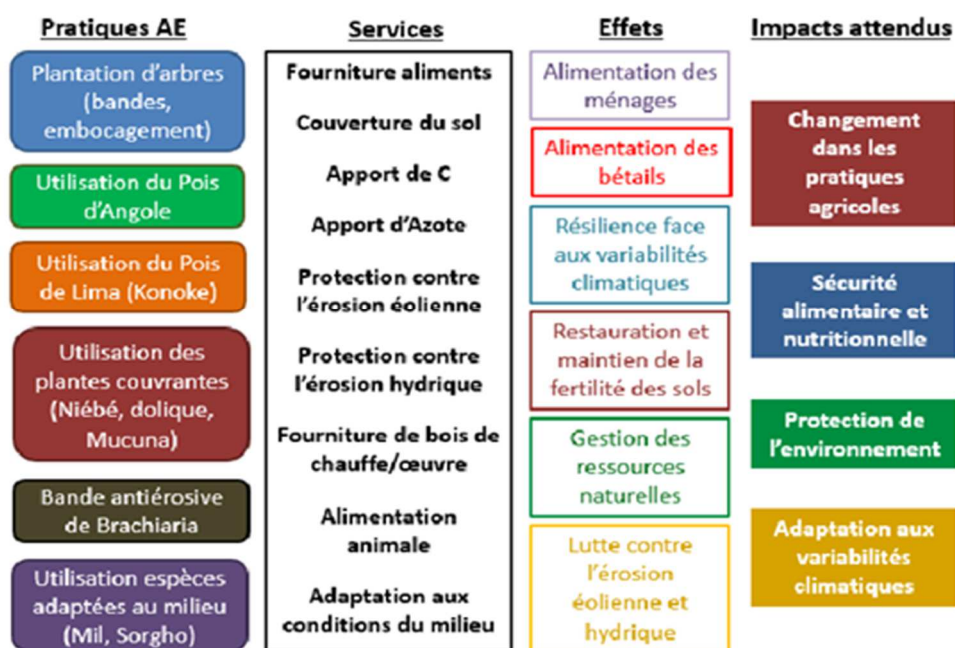 Pratiques AE
Plantation d'arbres
(bandes,
embocagement)
Utilisation du Pois
d'Angole
Utilisation du Pois
de Lima (Konoke)
Utilisation des
plantes couvrantes
(Niébé, dolique,
Mucuna)
Bande antiérosive
de Brachiaria
Utilisation espèces
adaptées au milieu
(Mil, Sorgho)
Services
Fourniture aliments
Couverture du sol
Apport de C
Apport d'Azote
Protection contre
l'érosion éolienne
Protection contre
l'érosion hydrique
Fourniture de bois de
chauffe/œuvre
Alimentation
animale
Adaptation aux
conditions du milieu
Effets
Alimentation des
ménages
Alimentation des
bétails
Résilience face
aux variabilités
climatiques
Restauration et
maintien de la
fertilité des sols
Gestion des
ressources
naturelles
Lutte contre
l'érosion
éolienne et
hydrique
Impacts attendus
Changement
dans les
pratiques
agricoles
Sécurité
alimentaire et
nutritionnelle
Protection de
l'environnement
Adaptation aux
variabilités
climatiques